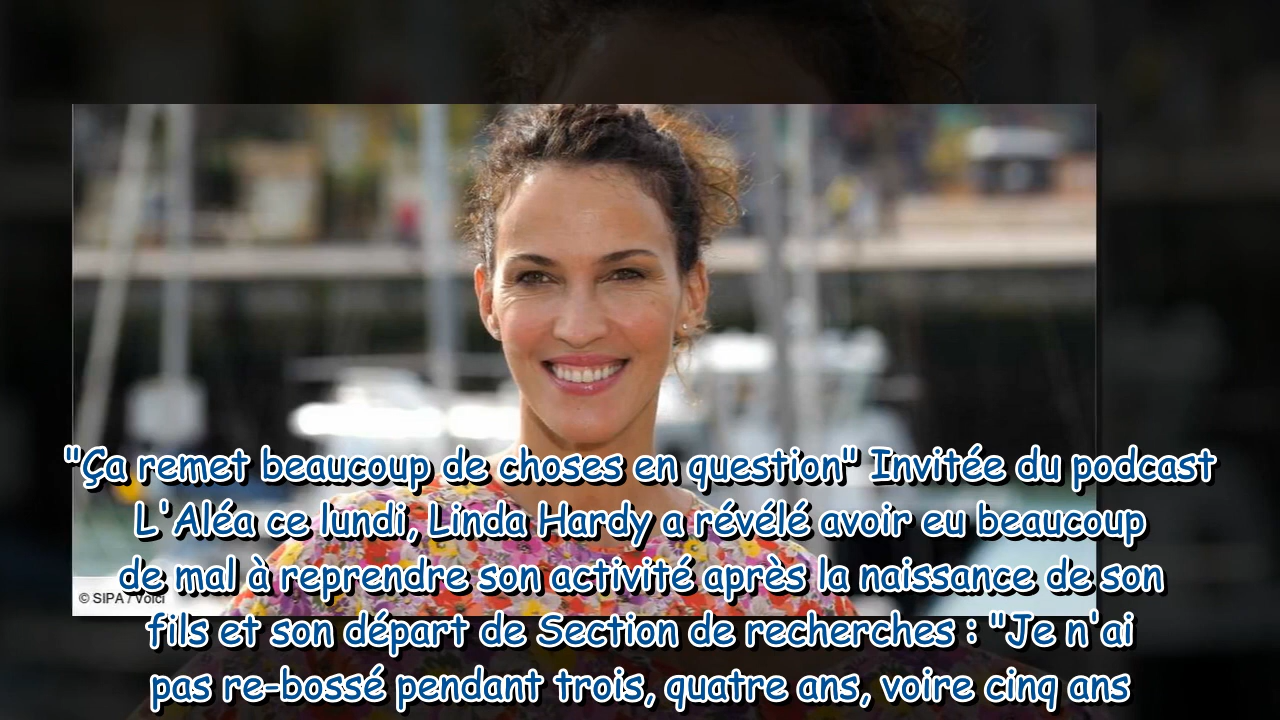 "Ça remet beaucoup de choses en question" Invitée du podcast
L'Aléa ce lundi, Linda Hardy a révélé avoir eu beaucoup
de mal à reprendre son activité après la naissance de son
© SIPA / Voici
fils et son départ de Section de recherches : "Je n'ai
pas re-bossé pendant trois, quatre ans, voire cinq ans